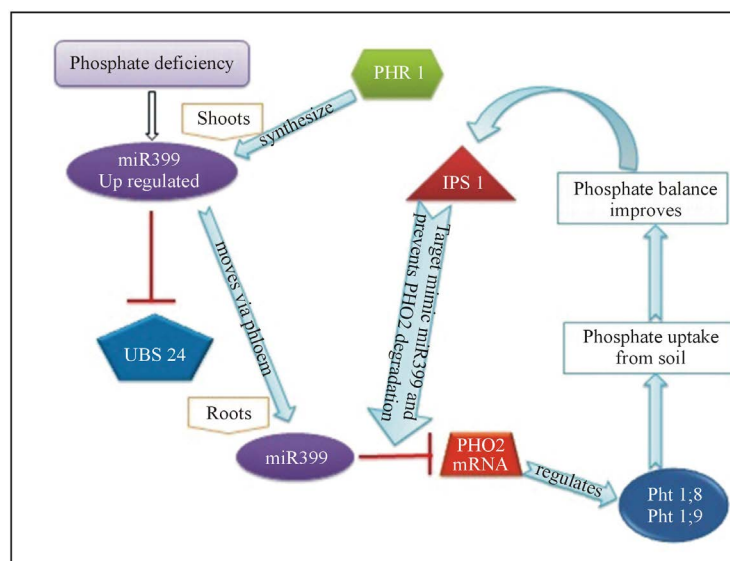 Phosphate deficiency
PHR 1
Shoots
synthesize
miR399
Up regulated
IPS 1
Phosphate balance
improves
moves via phloem
Target mimic miR399 and
prevents PHO2 degradation
UBS 24
Phosphate uptake
from soil
Roots
miR399
PHO2
mRNA
regulates
Pht 1;8
Pht 1;9